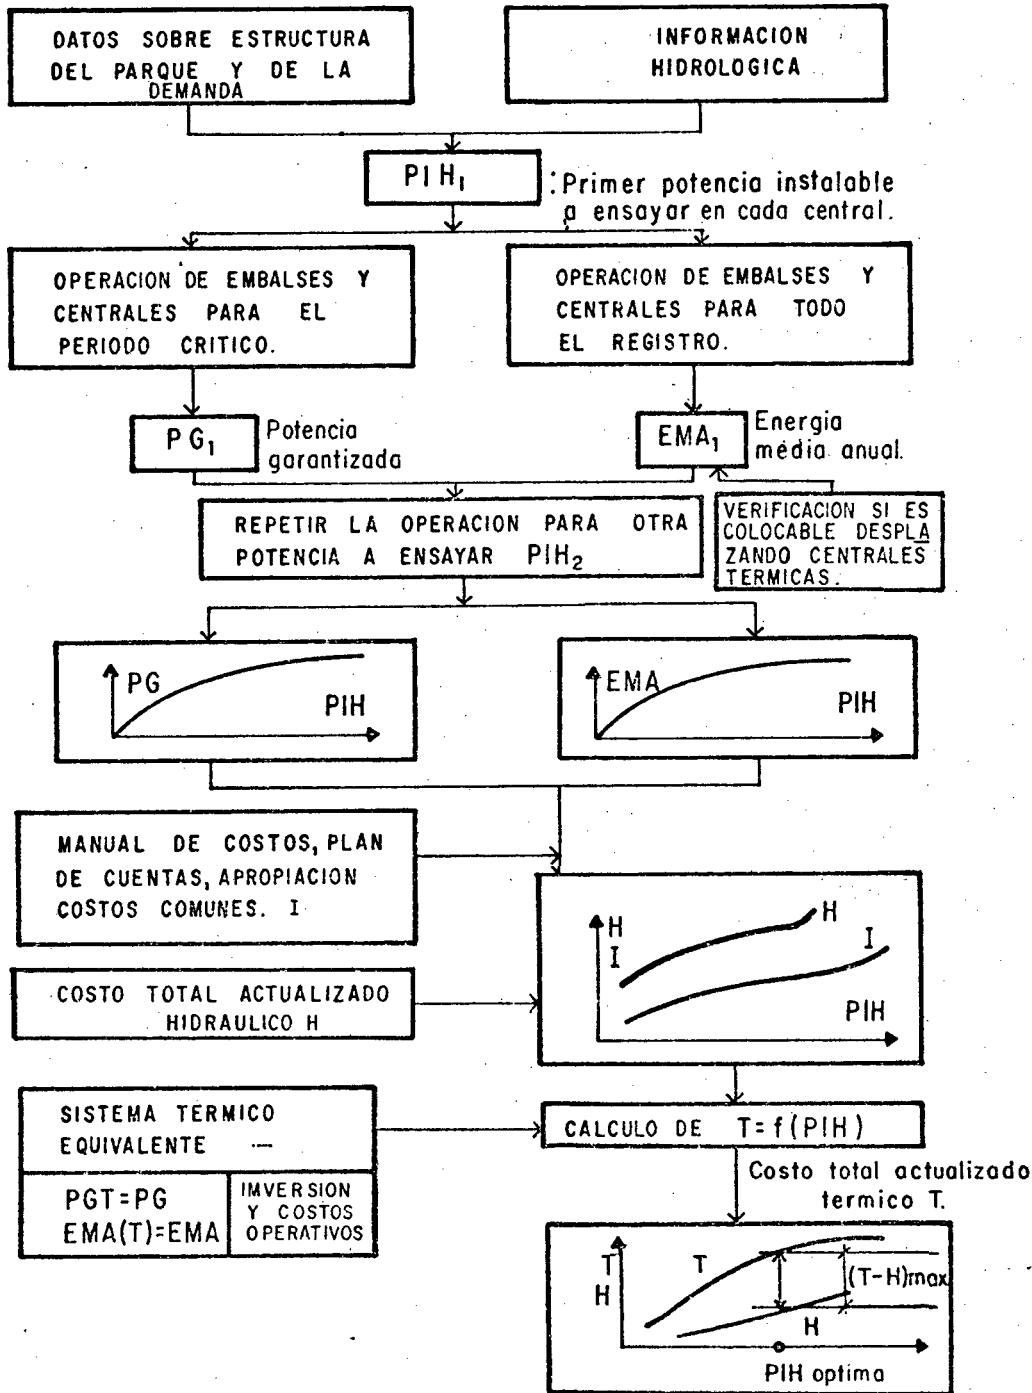 DATOS SOBRE ESTRUCTURA
DEL PARQUE Y DE LA
DEMANDA
INFORMACION
HIDROLOGICA
PIH₁
: Primer potencia instalable
a ensayar en cada central.
OPERACION DE EMBALSES Y
CENTRALES PARA EL
PERIODO CRITICO.
OPERACION DE EMBALSES Y
CENTRALES PARA TODO
EL REGISTRO.
PG₁
Potencia
garantizada
EMA₁
Energia
média anual.
REPETIR LA OPERACION PARA OTRA
POTENCIA A ENSAYAR PIH₂
VERIFICACION SI ES
COLOCABLE DESPLA
ZANDO CENTRALES
TERMICAS.
PG
PIH
EMA
PIH
MANUAL DE COSTOS, PLAN
DE CUENTAS, APROPIACION
COSTOS COMUNES. I
H
I
H
I
PIH
COSTO TOTAL ACTUALIZADO
HIDRAULICO H
SISTEMA TERMICO
EQUIVALENTE —
PGT=PG
EMA(T)=EMA
IMVERSION
Y COSTOS
OPERATIVOS
CALCULO DE T=f(PIH)
Costo total actualizado
termico T.
T
H
T
(T-H)max
H
PIH optima